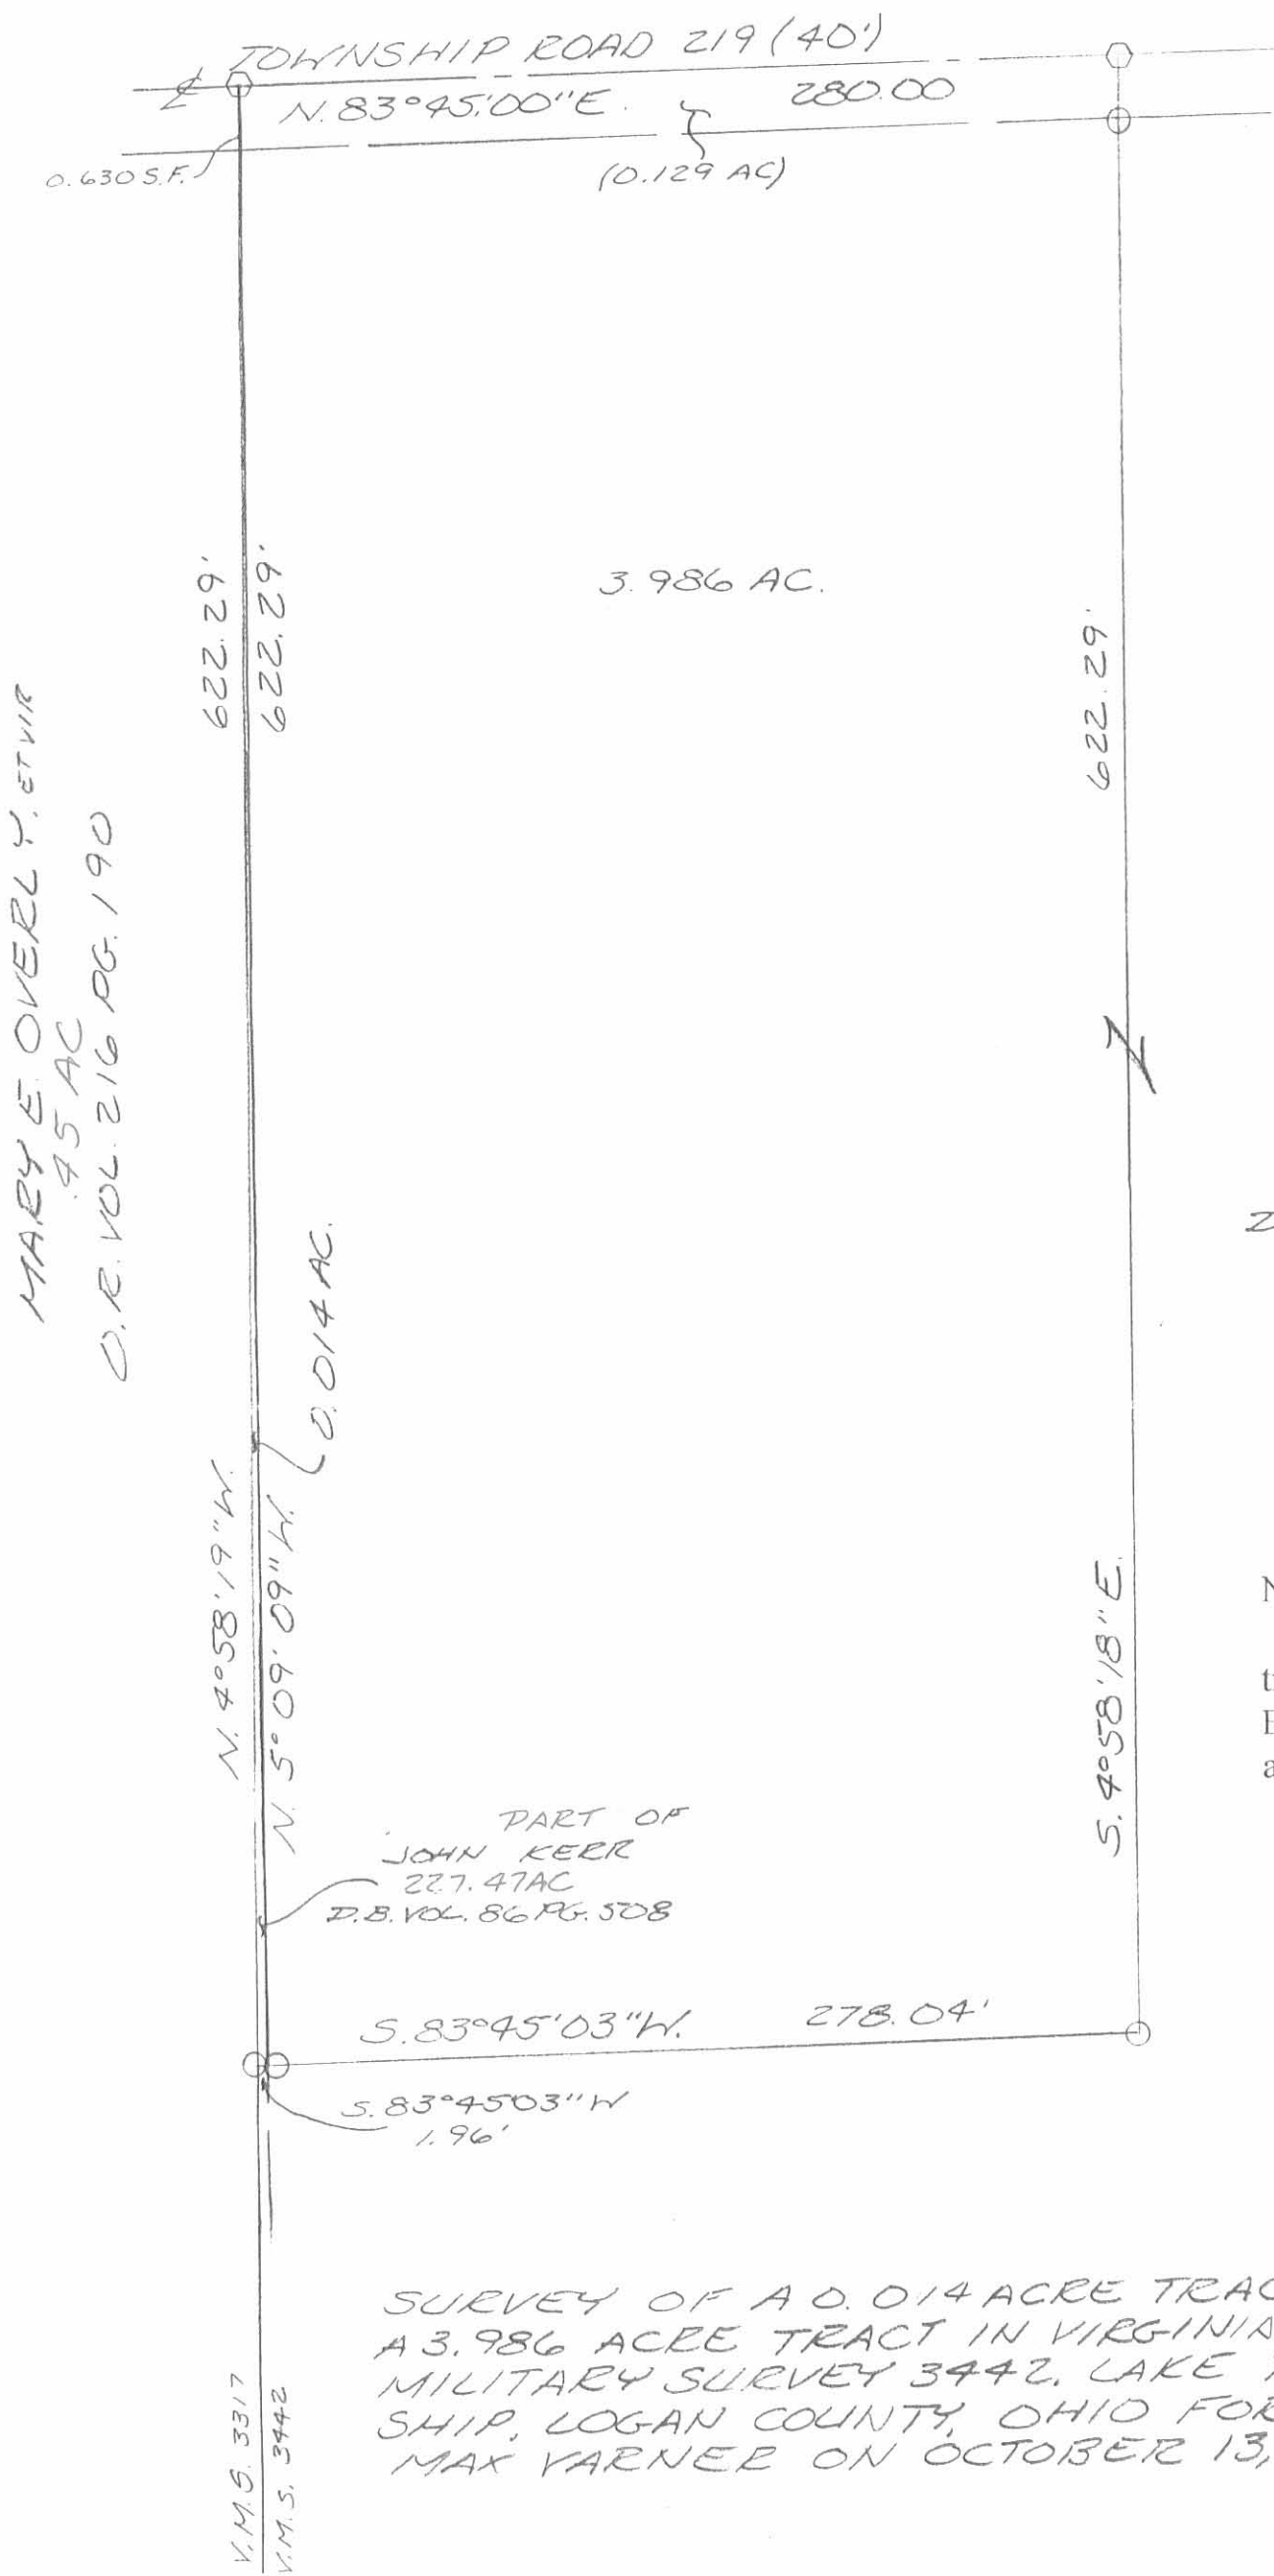 TOWNSHIP ROAD 219 (40')
N. 83°45'.00"E. 280.00
0.630 S.F.
(0.129 AC)
622.29'
622.29'
3.986 AC.
622.29'
MARY E. OVERLY, ET VIR
.45 AC
O.R. VOL. 216 PG. 190
0.014 AC.
N. 4°58'19"W.
N. 5°09'09"W.
S. 4°58'18"E.
PART OF
JOHN KERR
227.47AC
D.B. VOL. 86 PG. 508
S. 83°45'03"W. 278.04'
S. 83°45'03"W
1.96'
V.M.S. 3317
V.M.S. 3442
SURVEY OF A 0.014 ACRE TRAC
A 3.986 ACRE TRACT IN VIRGINIA
MILITARY SURVEY 3442, LAKE
SHIP, LOGAN COUNTY, OHIO FOR
MAX VARNER ON OCTOBER 13,